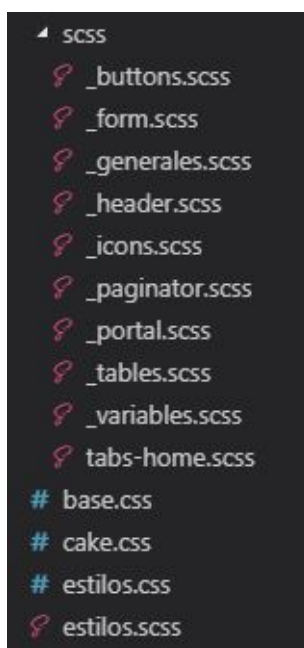 scss
_buttons.scss
_form.scss
_generales.scss
_header.scss
_icons.scss
_paginator.scss
_portal.scss
_tables.scss
_variables.scss
tabs-home.scss
# base.css
# cake.css
# estilos.css
estilos.scss